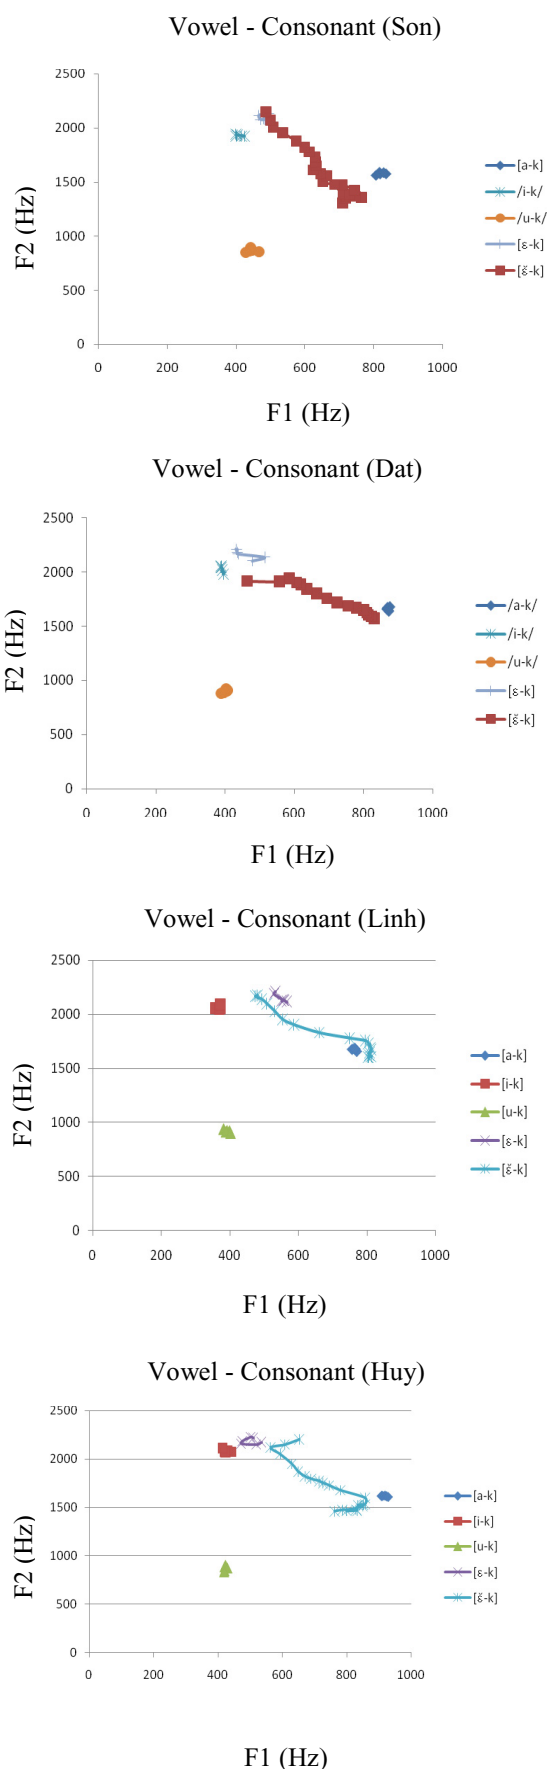 Vowel - Consonant (Son)
2500
2000
1500
1000
500
0
0 200 400 600 800 1000
F2 (Hz)
F1 (Hz)
[a-k]
/i-k/
/u-k/
[ε-k]
[ε̆-k]
Vowel - Consonant (Dat)
2500
2000
1500
1000
500
0
0 200 400 600 800 1000
F2 (Hz)
F1 (Hz)
/a-k/
/i-k/
/u-k/
[ε-k]
[ε̆-k]
Vowel - Consonant (Linh)
2500
2000
1500
1000
500
0
0 200 400 600 800 1000
F2 (Hz)
F1 (Hz)
[a-k]
[i-k]
[u-k]
[ε-k]
[ε̆-k]
Vowel - Consonant (Huy)
2500
2000
1500
1000
500
0
0 200 400 600 800 1000
F2 (Hz)
F1 (Hz)
[a-k]
[i-k]
[u-k]
[ε-k]
[ε̆-k]